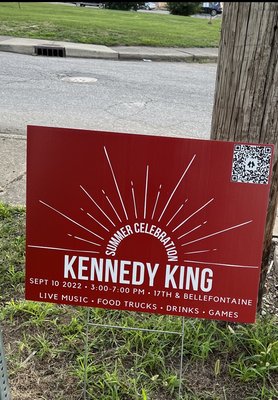 SUMMER CELEBRATION
KENNEDY KING
SEPT 10 2022 • 3:00-7:00 PM • 17TH & BELLEFONTAINE
LIVE MUSIC • FOOD TRUCKS • DRINKS • GAMES